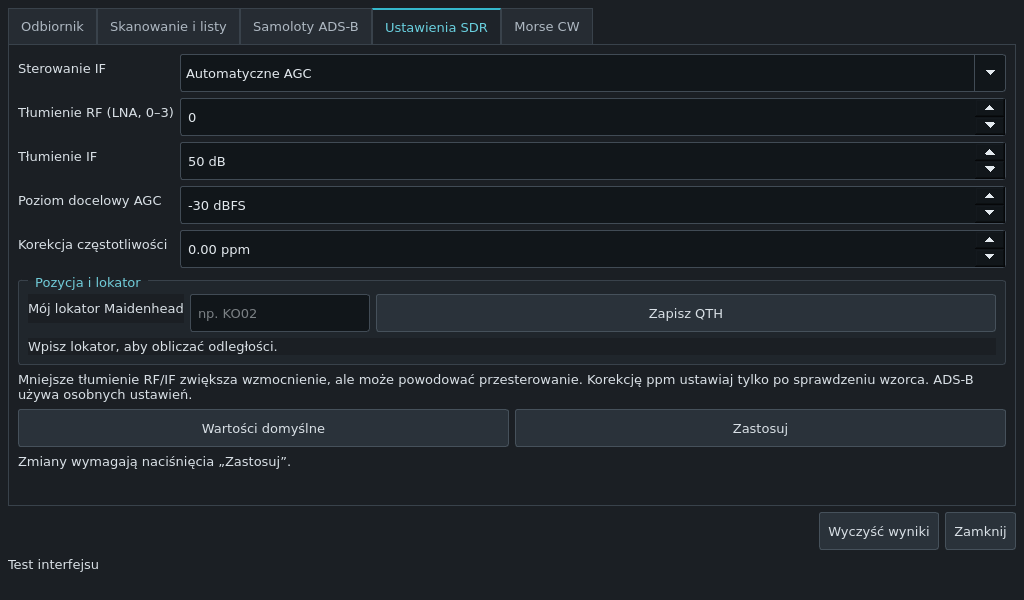 Odbiornik
Skanowanie i listy
Samoloty ADS-B
Ustawienia SDR
Morse CW
Sterowanie IF
Automatyczne AGC
Tłumienie RF (LNA, 0–3)
0
Tłumienie IF
50 dB
Poziom docelowy AGC
-30 dBFS
Korekcja częstotliwości
0.00 ppm
Pozycja i lokator
Mój lokator Maidenhead
np. KO02
Zapisz QTH
Wpisz lokator, aby obliczać odległości.
Mniejsze tłumienie RF/IF zwiększa wzmocnienie, ale może powodować przesterowanie. Korekcję ppm ustawiaj tylko po sprawdzeniu wzorca. ADS-B
używa osobnych ustawień.
Wartości domyślne
Zastosuj
Zmiany wymagają naciśnięcia „Zastosuj”.
Wyczyść wyniki
Zamknij
Test interfejsu